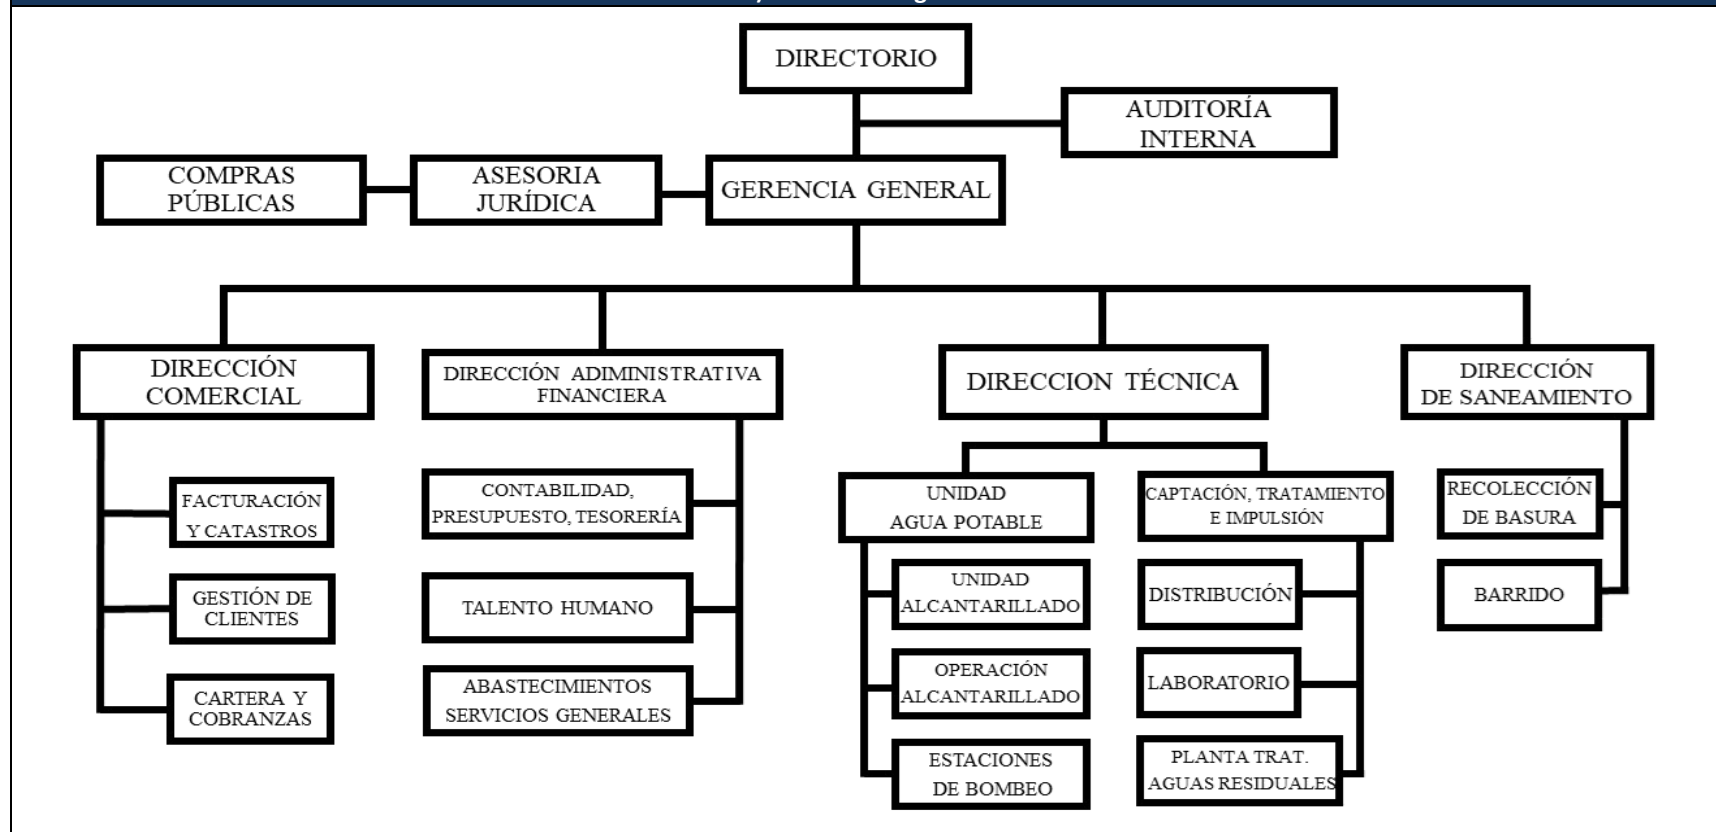 DIRECTORIO
AUDITORÍA
INTERNA
COMPRAS
PÚBLICAS
ASESORIA
JURÍDICA
GERENCIA GENERAL
DIRECCIÓN
COMERCIAL
DIRECCIÓN ADIMINISTRATIVA
FINANCIERA
DIRECCION TÉCNICA
DIRECCIÓN
DE SANEAMIENTO
FACTURACIÓN
Y CATASTROS
GESTIÓN DE
CLIENTES
CARTERA Y
COBRANZAS
CONTABILIDAD,
PRESUPUESTO, TESORERÍA
TALENTO HUMANO
ABASTECIMIENTOS
SERVICIOS GENERALES
UNIDAD
AGUA POTABLE
UNIDAD
ALCANTARILLADO
OPERACIÓN
ALCANTARILLADO
ESTACIONES
DE BOMBEO
CAPTACIÓN, TRATAMIENTO
E IMPULSIÓN
DISTRIBUCIÓN
LABORATORIO
PLANTA TRAT.
AGUAS RESIDUALES
RECOLECCIÓN
DE BASURA
BARRIDO